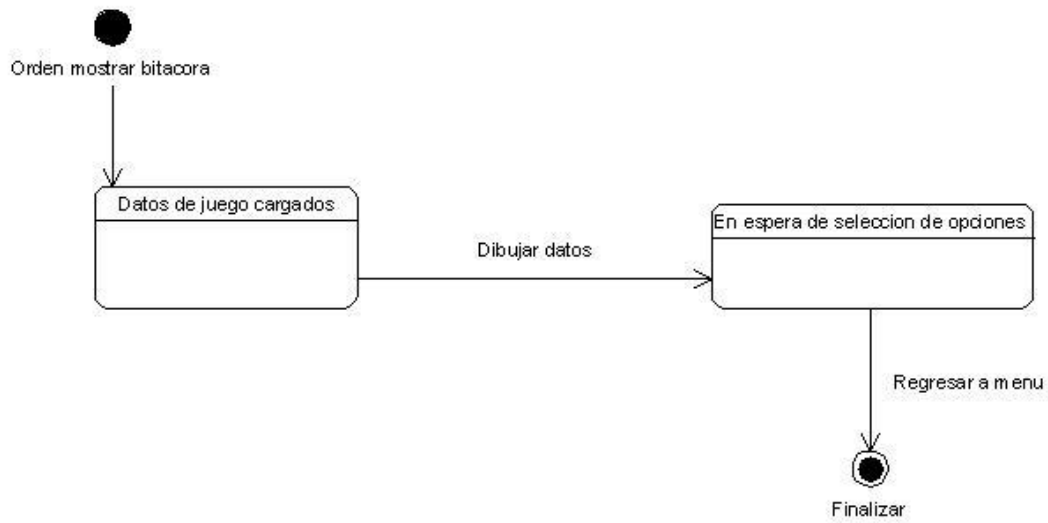 Orden mostrar bitacora
Datos de juego cargados
En espera de seleccion de opciones
Dibujar datos
Regresar a menu
Finalizar